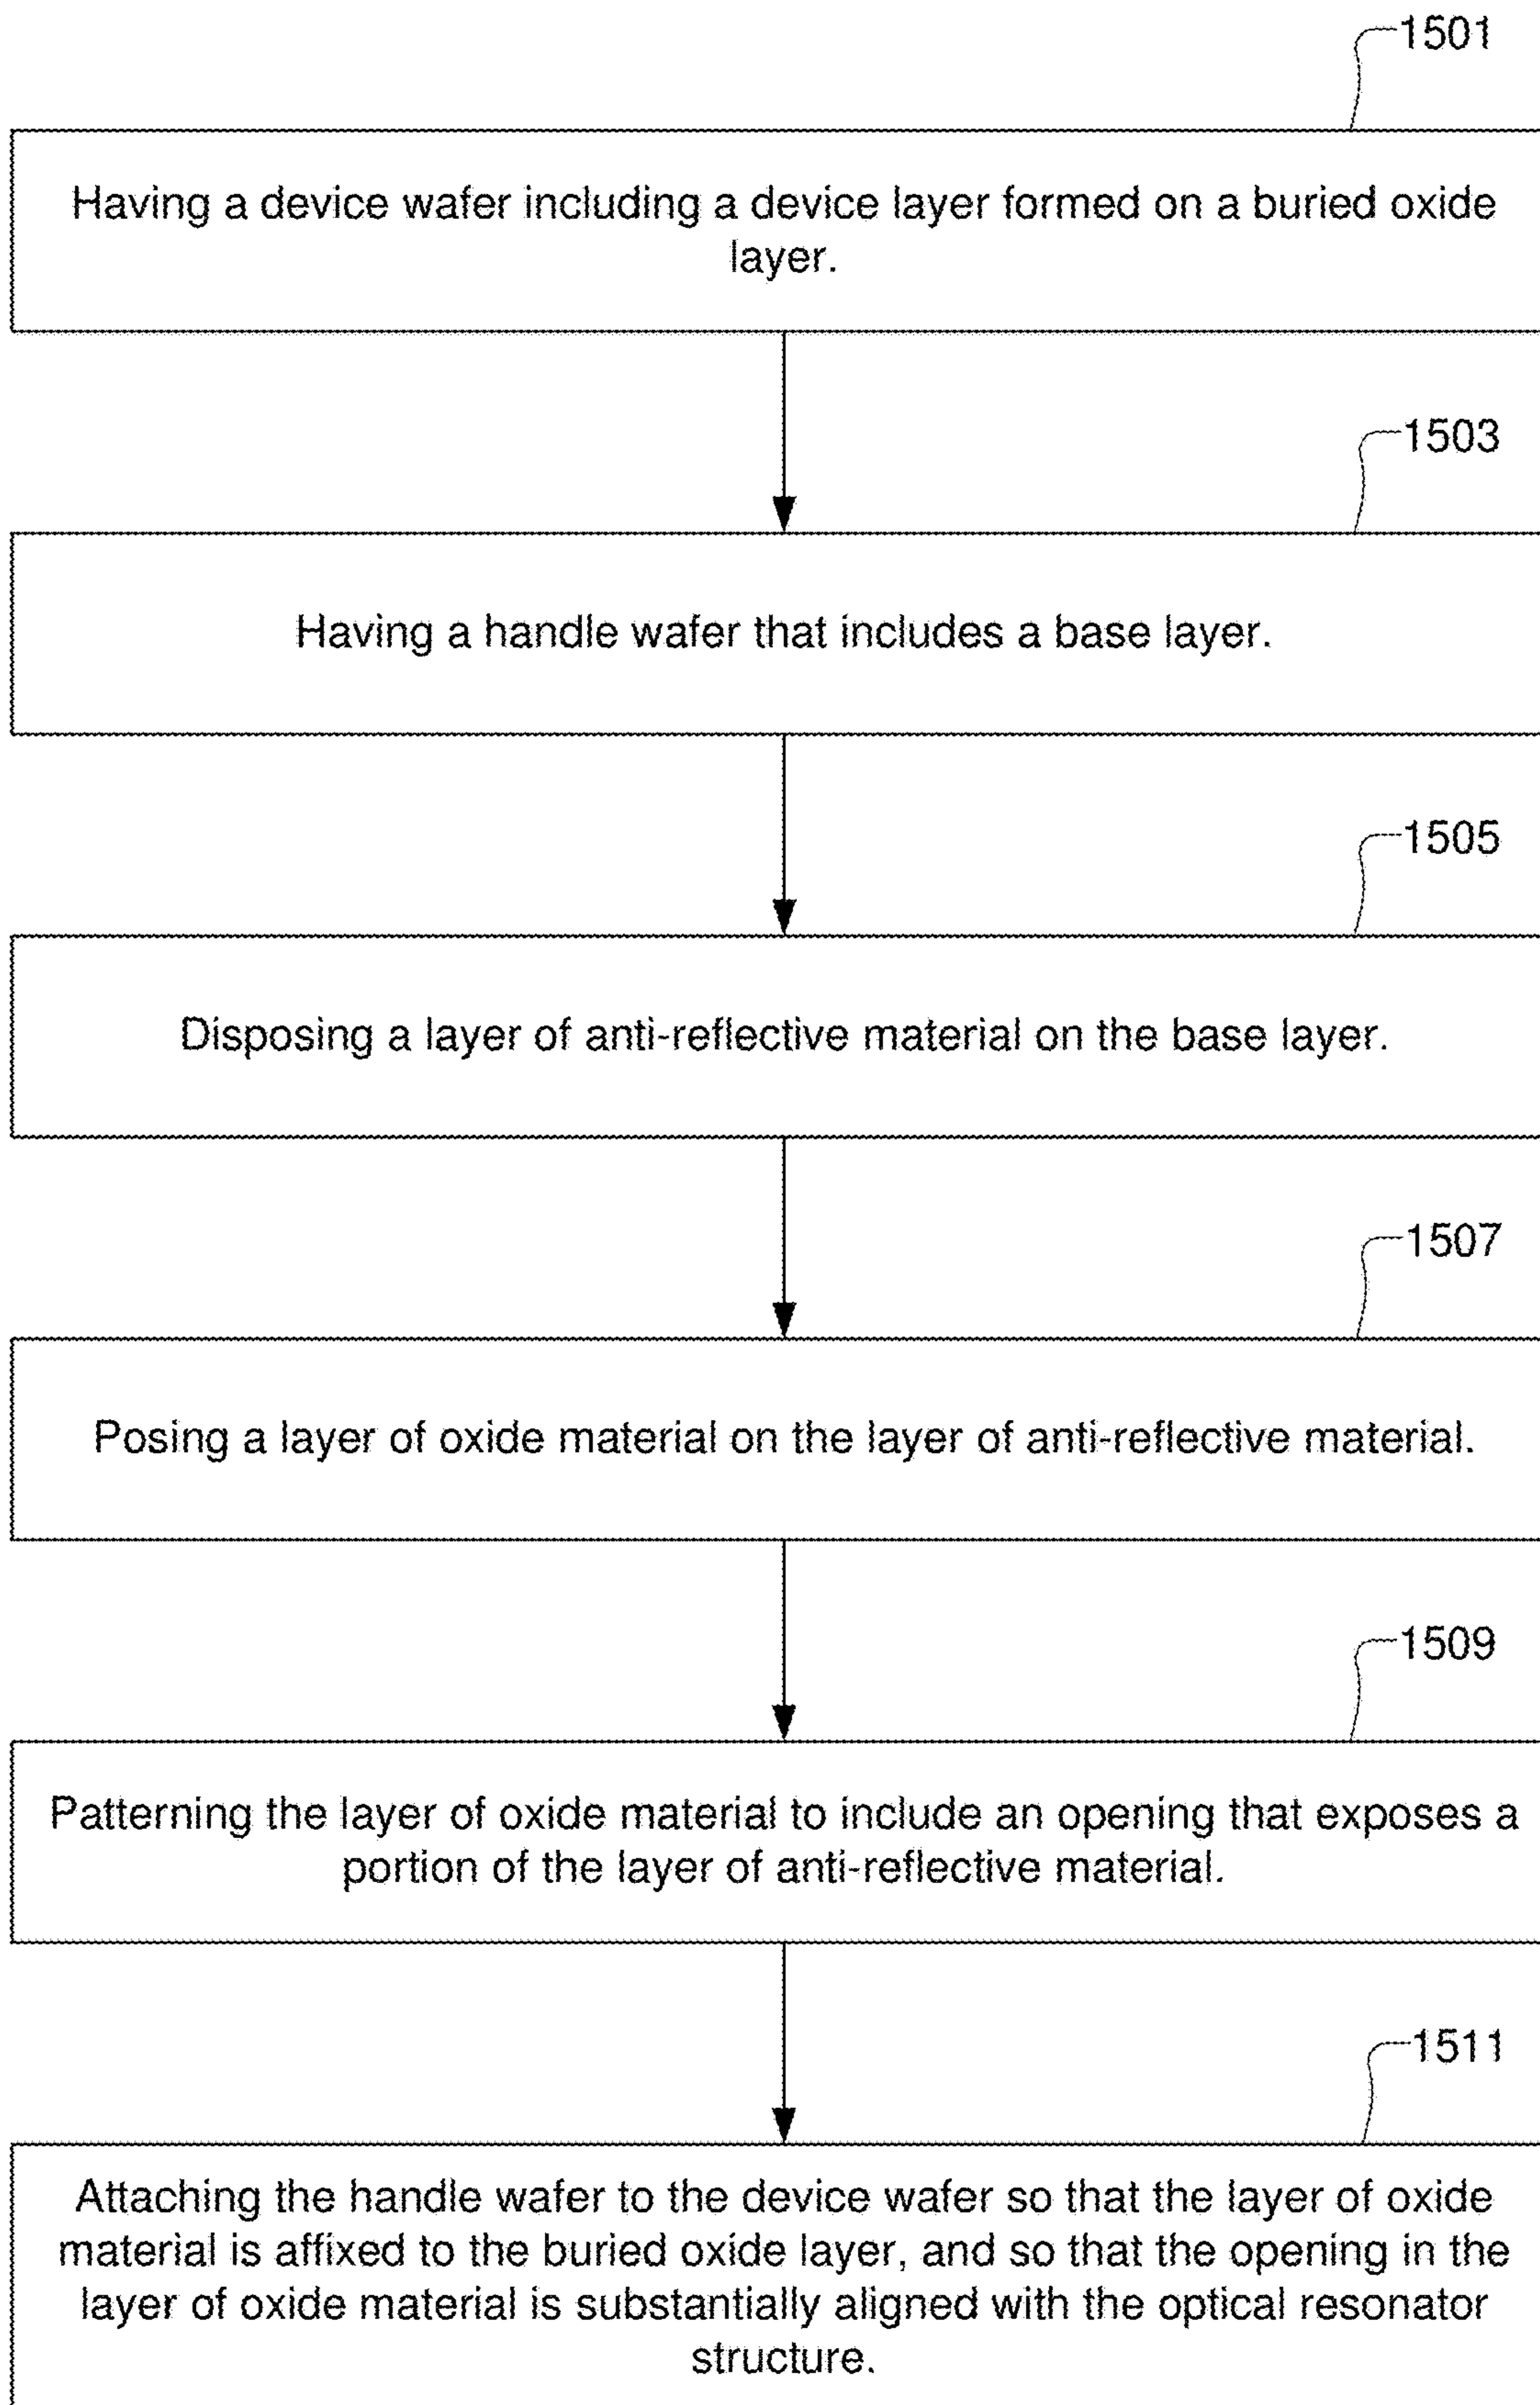 1501
Having a device wafer including a device layer formed on a buried oxide
layer.
1503
Having a handle wafer that includes a base layer.
1505
Disposing a layer of anti-reflective material on the base layer.
1507
Posing a layer of oxide material on the layer of anti-reflective material.
1509
Patterning the layer of oxide material to include an opening that exposes a
portion of the layer of anti-reflective material.
1511
Attaching the handle wafer to the device wafer so that the layer of oxide
material is affixed to the buried oxide layer, and so that the opening in the
layer of oxide material is substantially aligned with the optical resonator
structure.